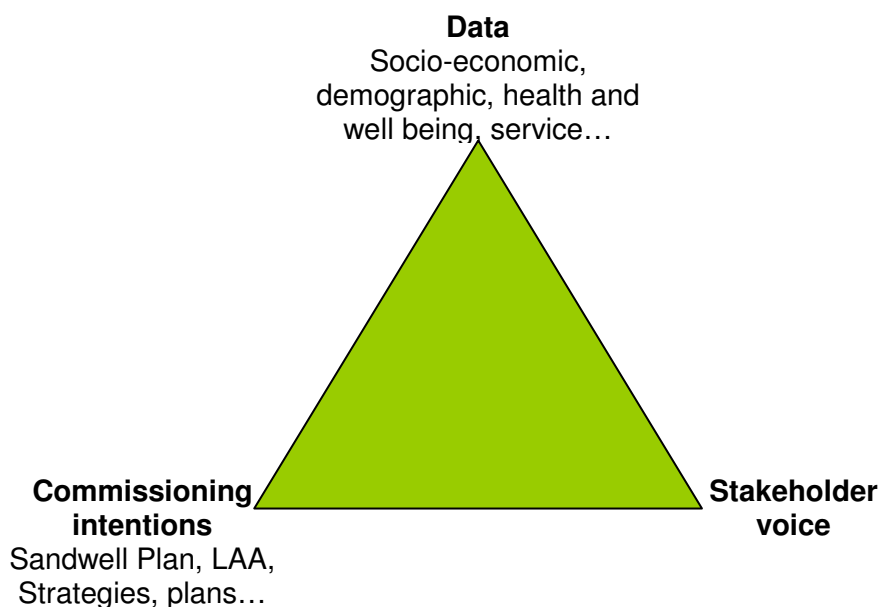 Data
Socio-economic,
demographic, health and
well being, service…
Commissioning
intentions
Sandwell Plan, LAA,
Strategies, plans…
Stakeholder
voice